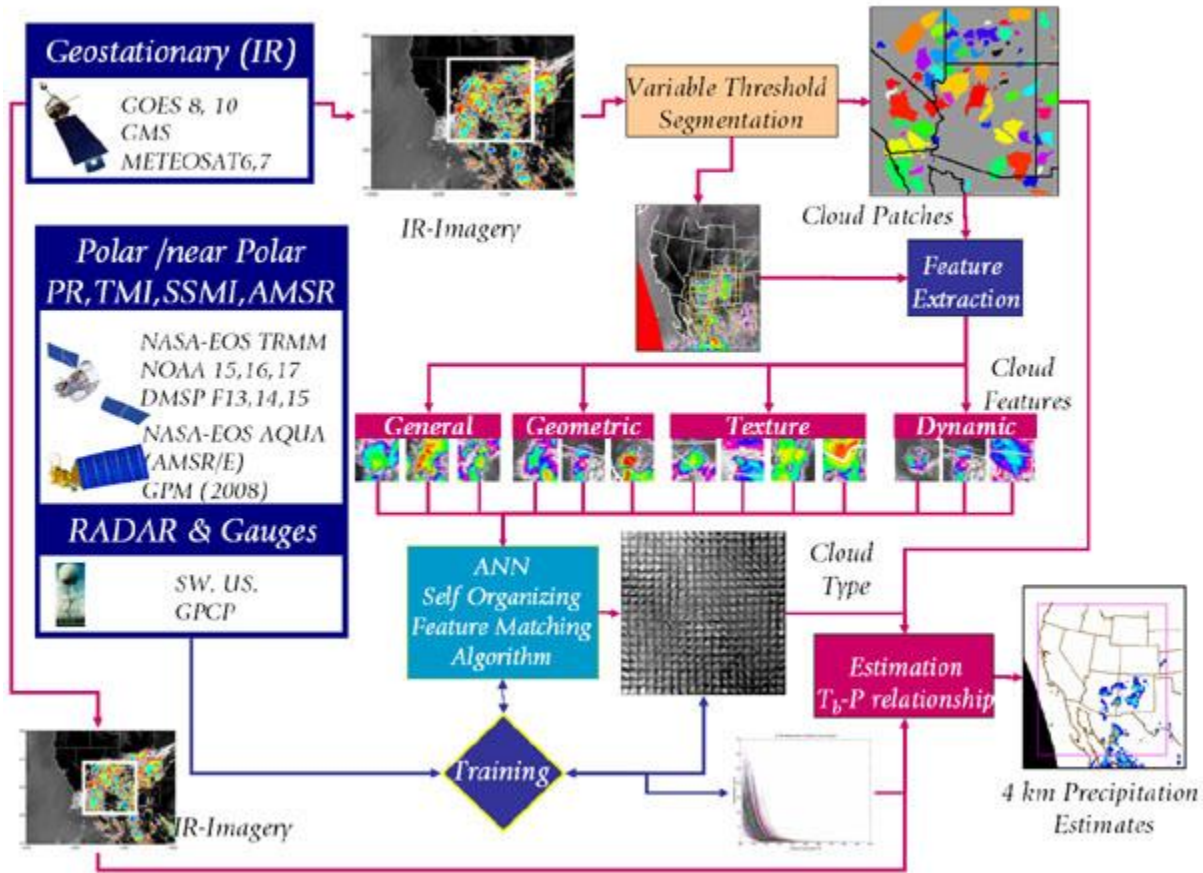 Geostationary (IR)
GOES 8, 10
GMS
METEOSAT6,7
IR-Imagery
Variable Threshold
Segmentation
Cloud Patches
Feature
Extraction
Polar /near Polar
PR,TMI,SSMI,AMSR
NASA-EOS TRMM
NOAA 15,16,17
DMSP F13,14,15
NASA-EOS AQUA
(AMSR/E)
GPM (2008)
RADAR & Gauges
SW. US.
GPCP
Cloud
Features
General
Geometric
Texture
Dynamic
ANN
Self Organizing
Feature Matching
Algorithm
Cloud
Type
Estimation
Tb-P relationship
Training
IR-Imagery
4 km Precipitation
Estimates